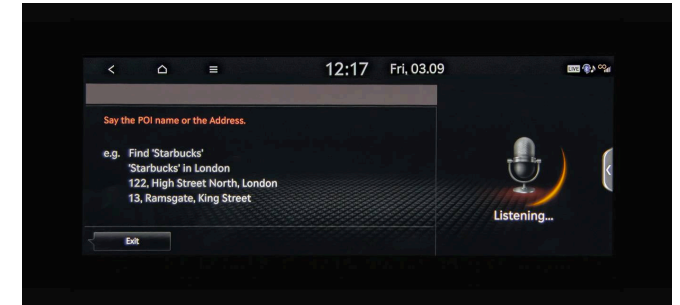 12:17 Fri, 03.09
LIVE
Say the POI name or the Address.
e.g. Find 'Starbucks'
'Starbucks' in London
122, High Street North, London
13, Ramsgate, King Street
Listening...
Exit